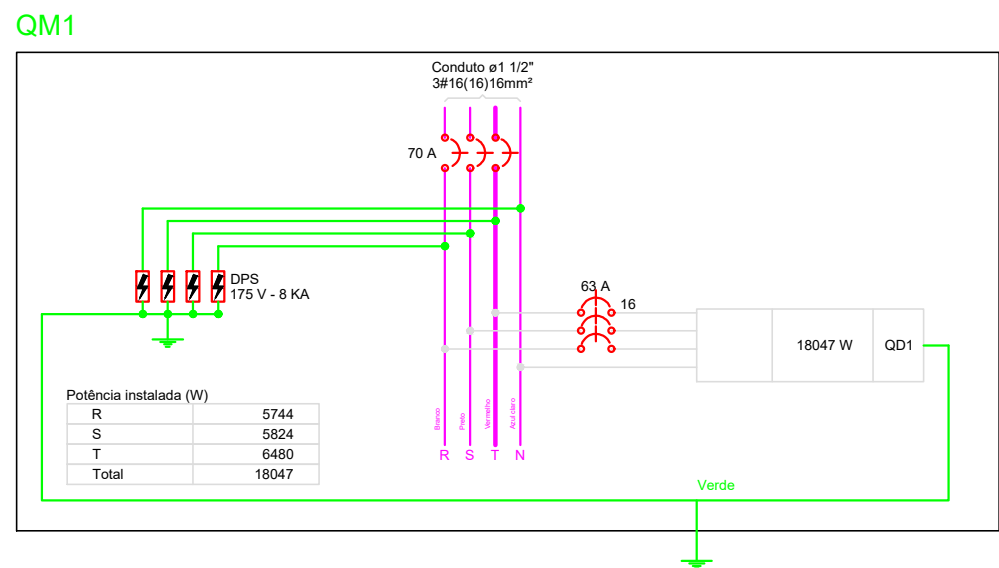 QM1
Conduto ø1 1/2"
3#16(16)16mm²
70 A
DPS
175 V - 8 KA
63 A
16
18047 W
QD1
Potência instalada (W)
R 5744
S 5824
T 6480
Total 18047
Branco
Preto
Vermelho
Azul claro
R S T N
Verde